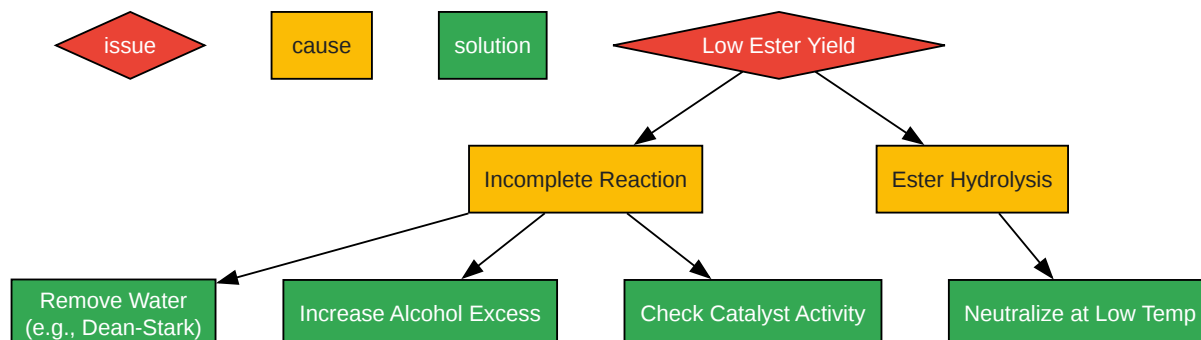 issue
cause
solution
Low Ester Yield
Incomplete Reaction
Ester Hydrolysis
Remove Water
(e.g., Dean-Stark)
Increase Alcohol Excess
Check Catalyst Activity
Neutralize at Low Temp